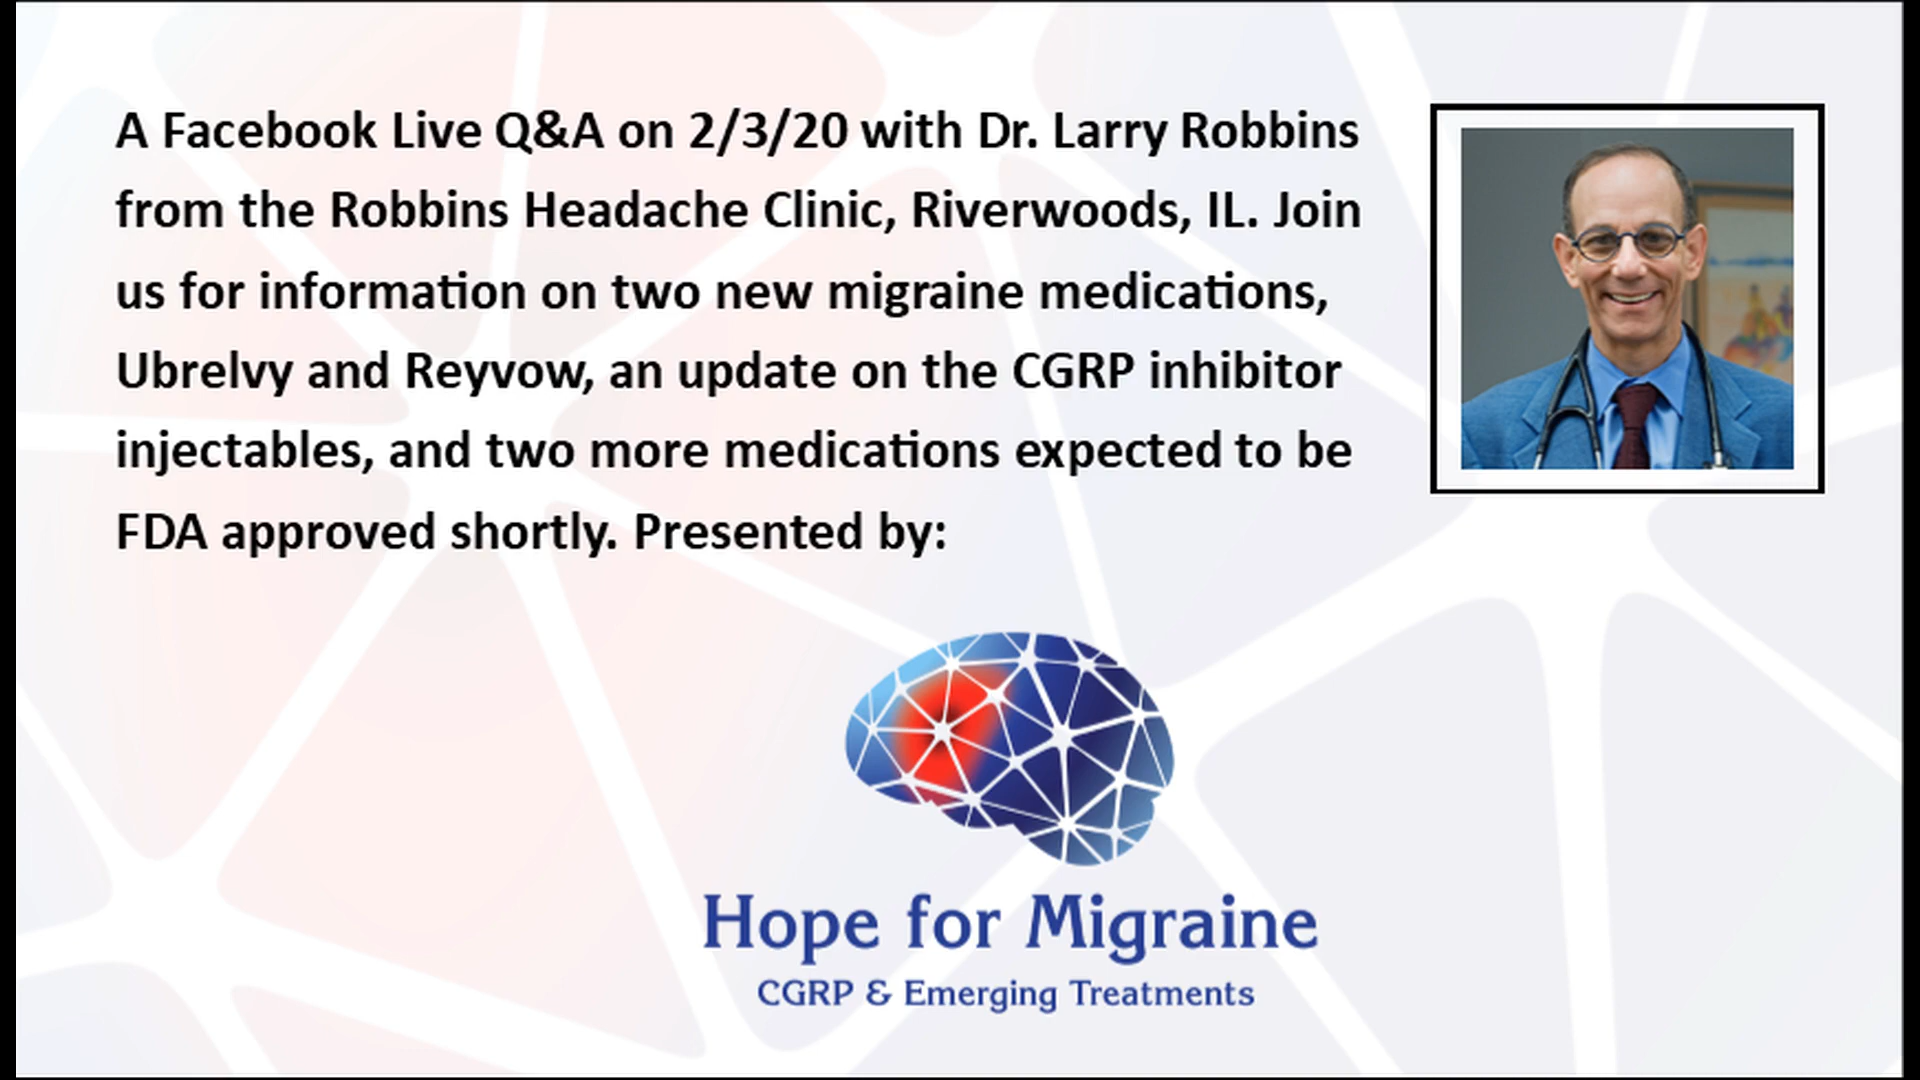 A Facebook Live Q&A on 2/3/20 with Dr. Larry Robbins
from the Robbins Headache Clinic, Riverwoods, IL. Join
us for information on two new migraine medications,
Ubrelvy and Reyvow, an update on the CGRP inhibitor
injectables, and two more medications expected to be
FDA approved shortly. Presented by:
Hope for Migraine
CGRP & Emerging Treatments